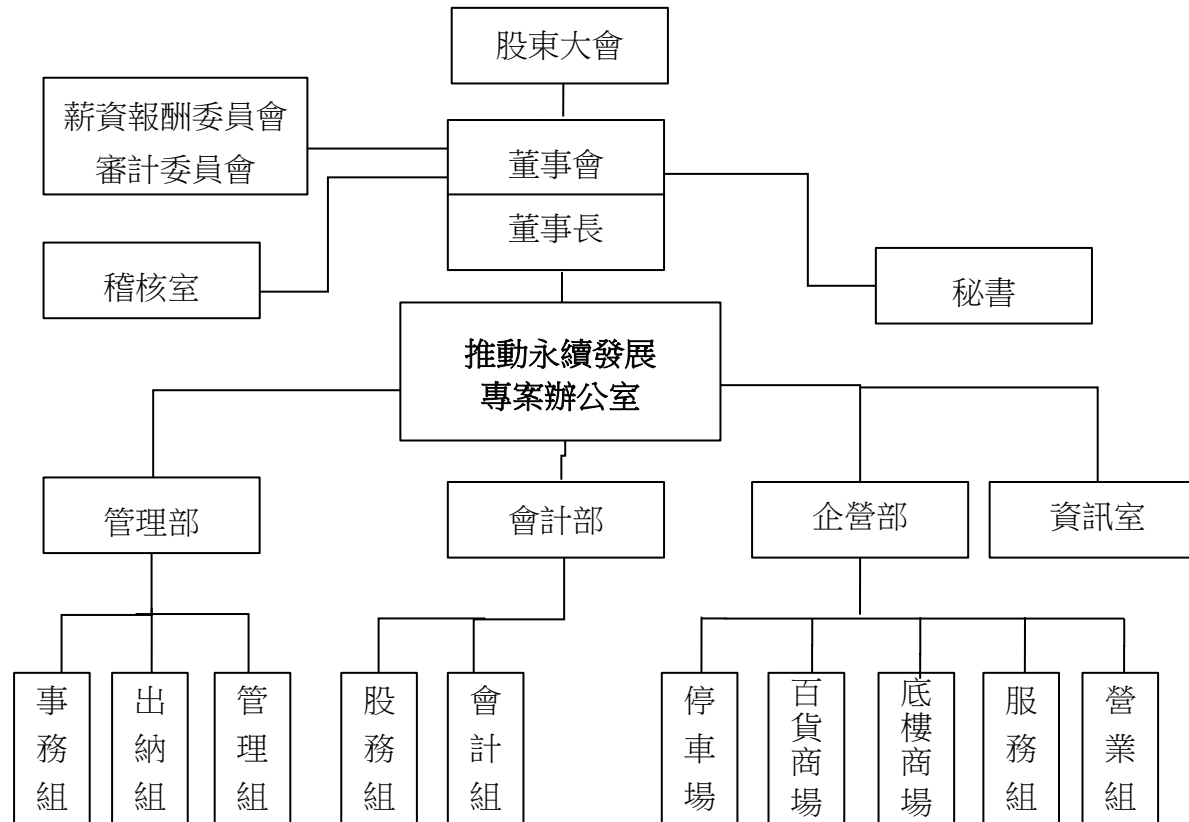 股東大會
薪資報酬委員會
審計委員會
董事會
董事長
稽核室
秘書
推動永續發展
專案辦公室
管理部
會計部
企營部
資訊室
事務組
出納組
管理組
股務組
會計組
停車場
百貨商場
底樓商場
服務組
營業組